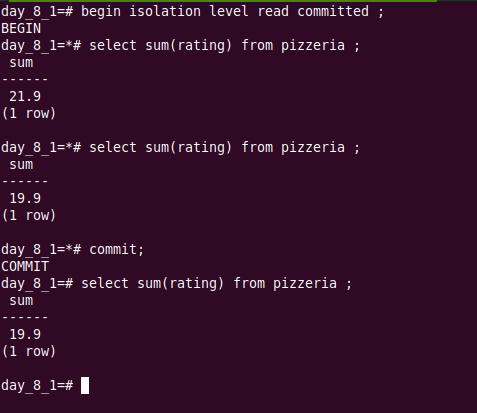 day_8_1=# begin isolation level read committed ;
BEGIN
day_8_1=*# select sum(rating) from pizzeria ;
 sum
------
 21.9
(1 row)

day_8_1=*# select sum(rating) from pizzeria ;
 sum
------
 19.9
(1 row)

day_8_1=*# commit;
COMMIT
day_8_1=# select sum(rating) from pizzeria ;
 sum
------
 19.9
(1 row)

day_8_1=#